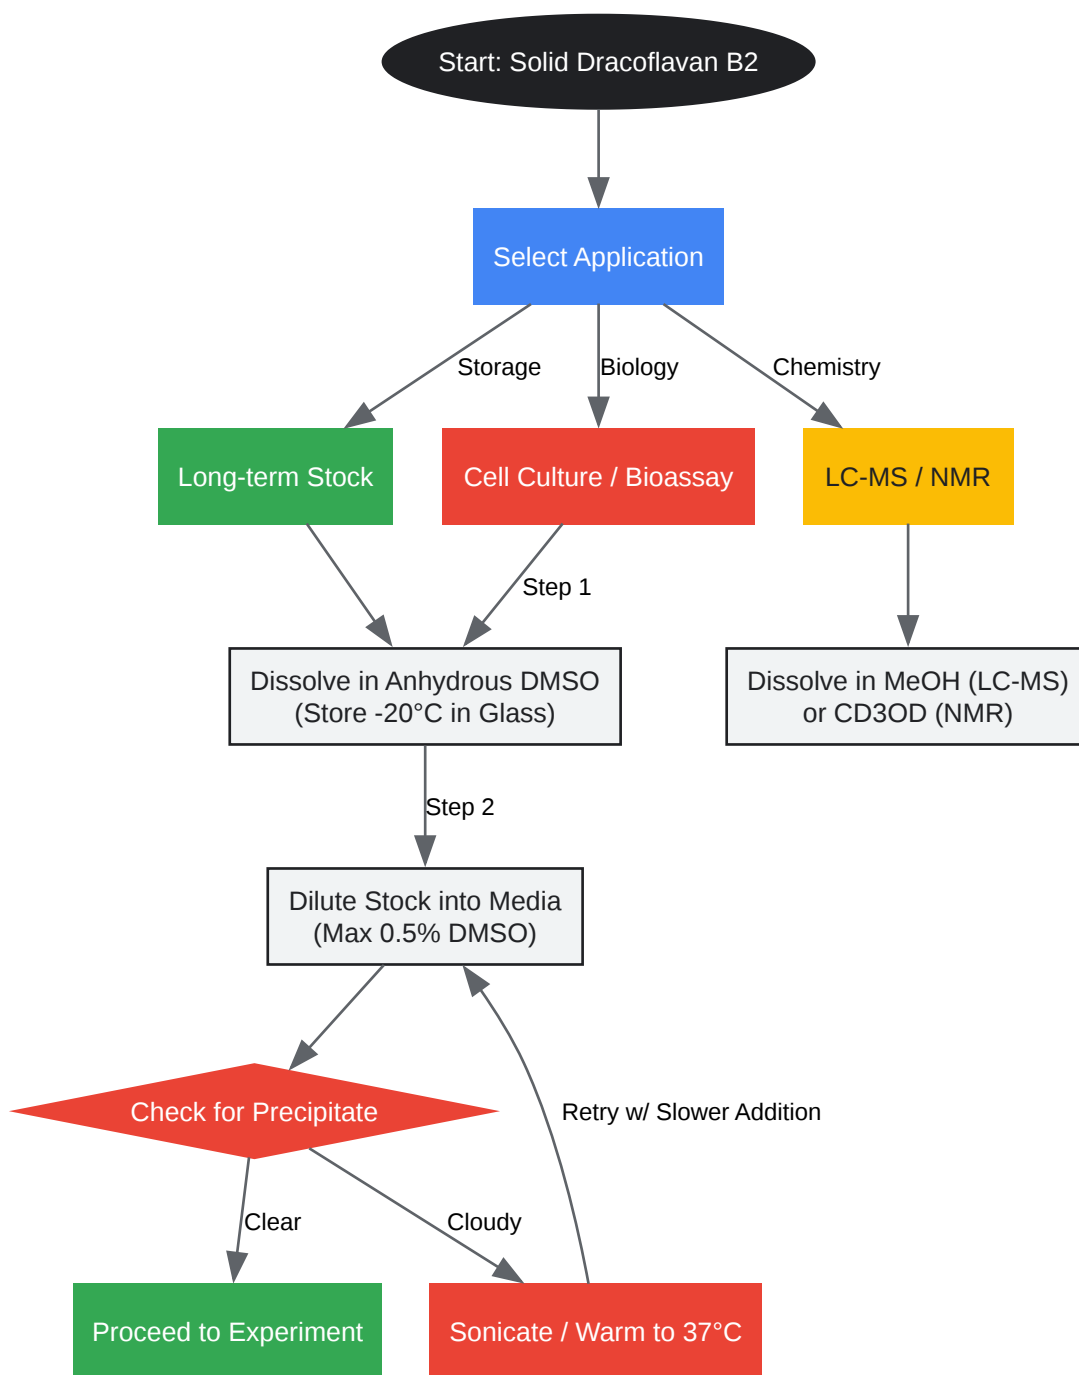 Start: Solid Dracoflavan B2
Select Application
Storage
Biology
Chemistry
Long-term Stock
Cell Culture / Bioassay
LC-MS / NMR
Step 1
Dissolve in Anhydrous DMSO
(Store -20°C in Glass)
Dissolve in MeOH (LC-MS)
or CD3OD (NMR)
Step 2
Dilute Stock into Media
(Max 0.5% DMSO)
Check for Precipitate
Retry w/ Slower Addition
Clear
Cloudy
Proceed to Experiment
Sonicate / Warm to 37°C